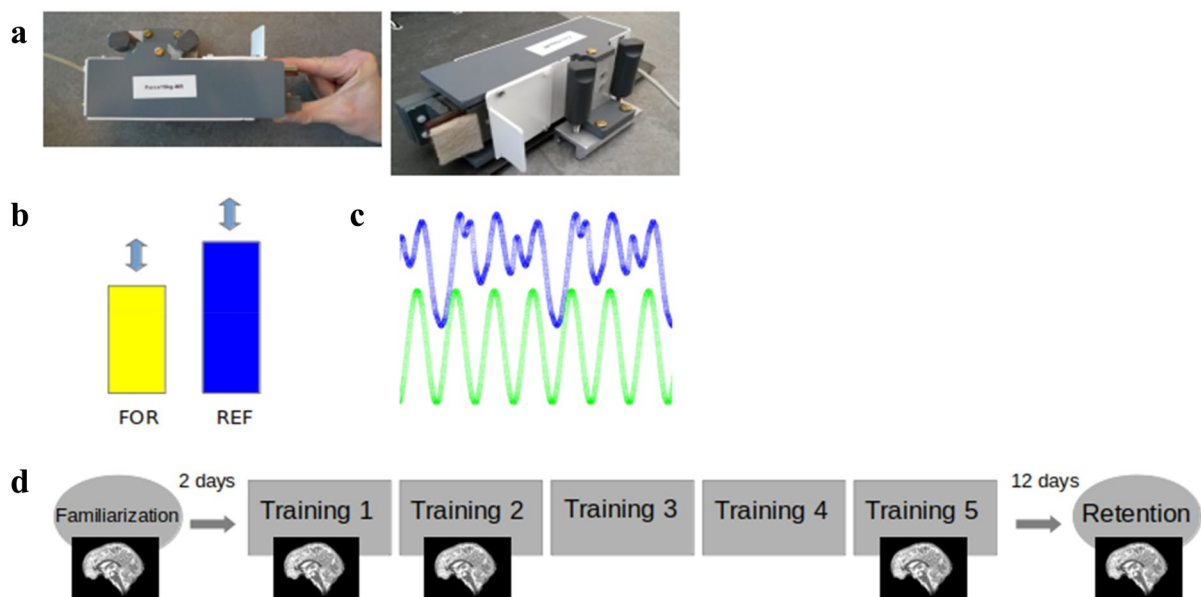 a
b
FOR
REF
c
d
Familiarization
2 days
Training 1
Training 2
Training 3
Training 4
Training 5
12 days
Retention